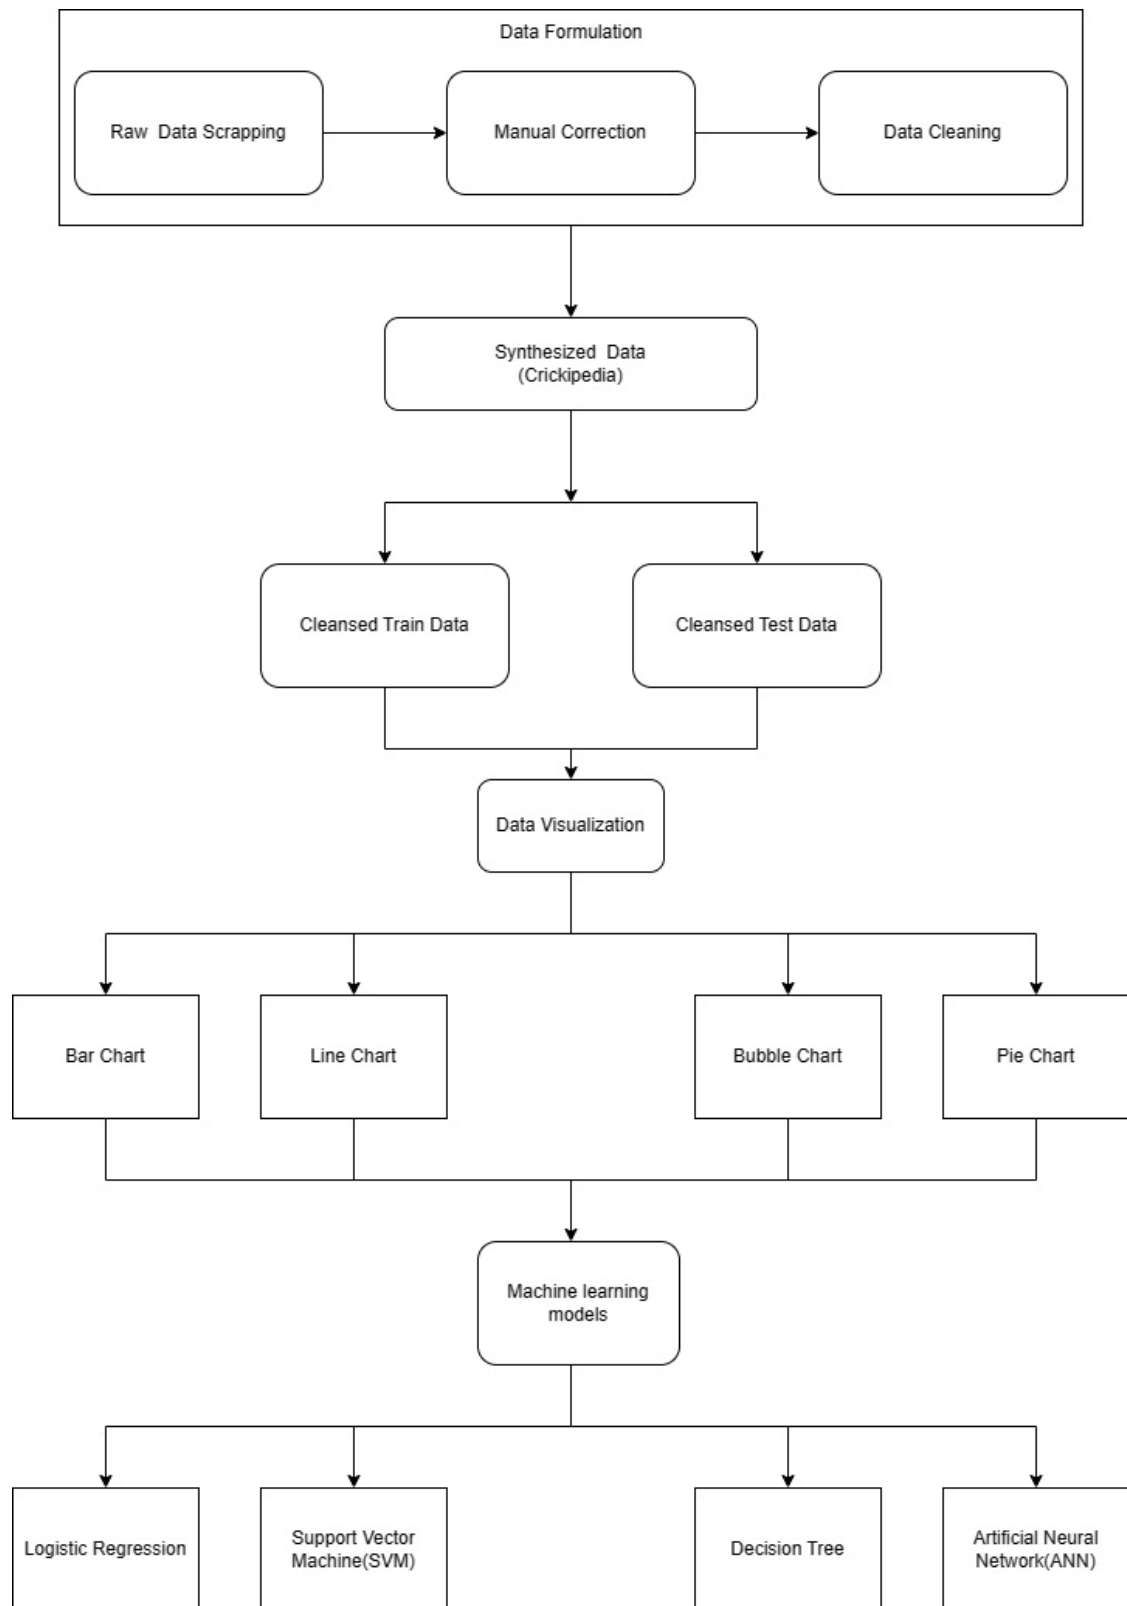 Data Formulation
Raw  Data Scrapping
Manual Correction
Data Cleaning
Synthesized  Data
(Crickipedia)
Cleansed Train Data
Cleansed Test Data
Data Visualization
Bar Chart
Line Chart
Bubble Chart
Pie Chart
Machine learning
models
Logistic Regression
Support Vector
Machine(SVM)
Decision Tree
Artificial Neural
Network(ANN)